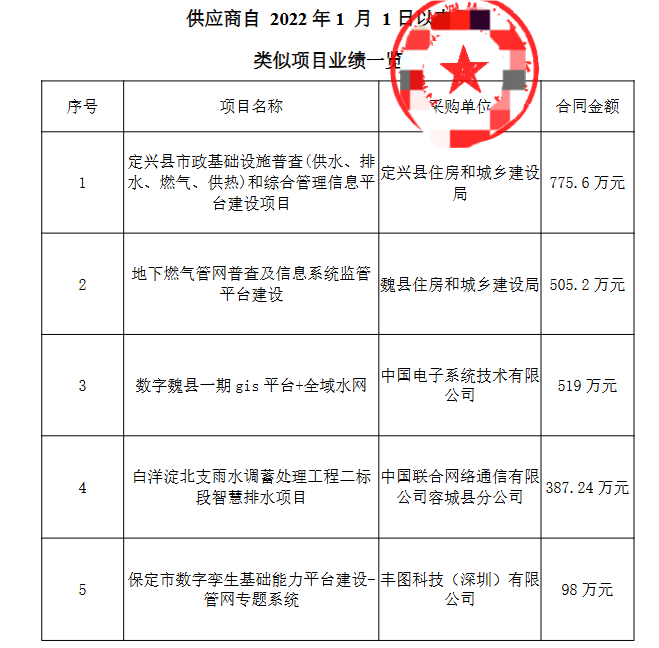 供应商自 2022年1 月 1日以
类似项目业绩一览
序号
项目名称
采购单位
合同金额
1
定兴县市政基础设施普查(供水、排
水、燃气、供热)和综合管理信息平
台建设项目
定兴县住房和城乡建设
局
775.6 万元
2
地下燃气管网普查及信息系统监管
平台建设
魏县住房和城乡建设局
505.2 万元
3
数字魏县一期 gis 平台+全域水网
中国电子系统技术有限
公司
519 万元
4
白洋淀北支雨水调蓄处理工程二标
段智慧排水项目
中国联合网络通信有限
公司容城县分公司
387.24 万元
5
保定市数字孪生基础能力平台建设-
管网专题系统
丰图科技（深圳）有限
公司
98 万元